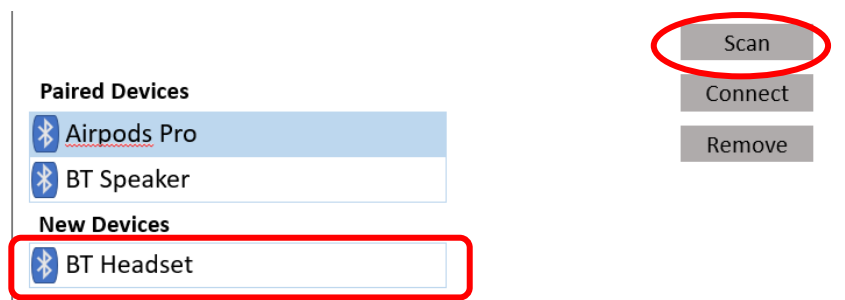 Scan
Paired Devices
Connect
Airpods Pro
Remove
BT Speaker
New Devices
BT Headset